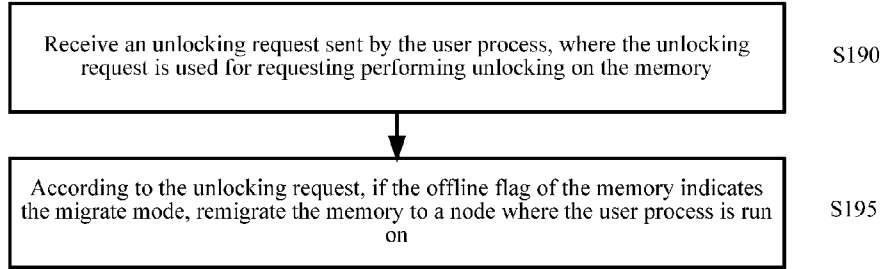 Receive an unlocking request sent by the user process, where the unlocking
request is used for requesting performing unlocking on the memory
S190
According to the unlocking request, if the offline flag of the memory indicates
the migrate mode, remigrate the memory to a node where the user process is run
on
S195